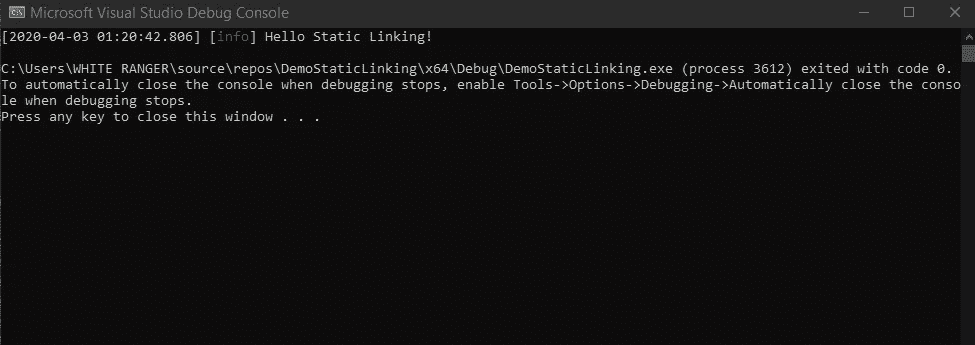 Microsoft Visual Studio Debug Console
[2020-04-03 01:20:42.806] [info] Hello Static Linking!
C:\Users\WHITE RANGER\source\repos\DemoStaticLinking\x64\Debug\DemoStaticLinking.exe (process 3612) exited with code 0.
To automatically close the console when debugging stops, enable Tools->Options->Debugging->Automatically close the conso
le when debugging stops.
Press any key to close this window . . .